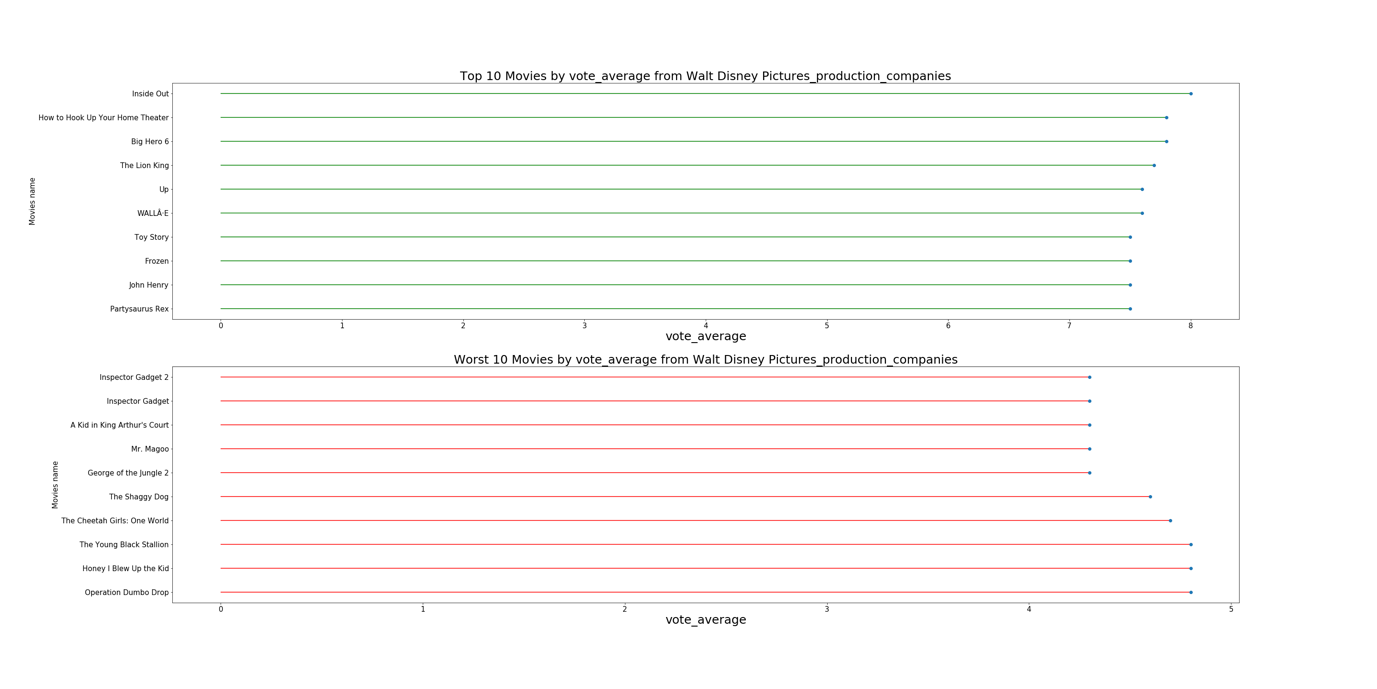 Top 10 Movies by vote_average from Walt Disney Pictures_production_companies
Movies name
Inside Out
How to Hook Up Your Home Theater
Big Hero 6
The Lion King
Up
WALLÂ·E
Toy Story
Frozen
John Henry
Partysaurus Rex
0 1 2 3 4 5 6 7 8
vote_average
Worst 10 Movies by vote_average from Walt Disney Pictures_production_companies
Movies name
Inspector Gadget 2
Inspector Gadget
A Kid in King Arthur's Court
Mr. Magoo
George of the Jungle 2
The Shaggy Dog
The Cheetah Girls: One World
The Young Black Stallion
Honey I Blew Up the Kid
Operation Dumbo Drop
0 1 2 3 4 5
vote_average